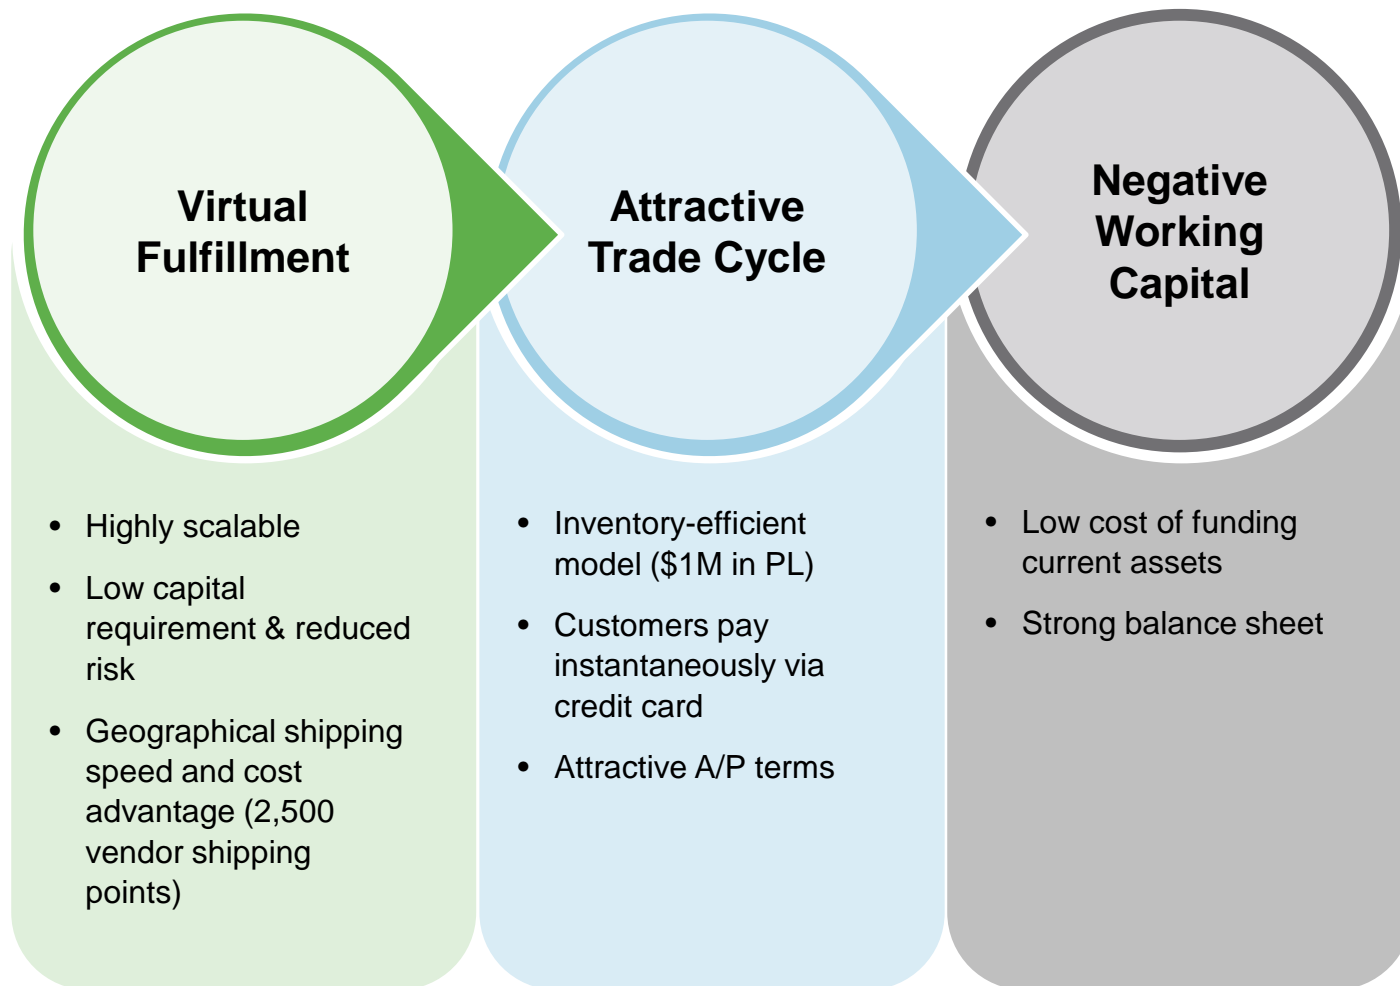 Virtual
Fulfillment
• Highly scalable
• Low capital
requirement & reduced
risk
• Geographical shipping
speed and cost
advantage (2,500
vendor shipping
points)
Attractive
Trade Cycle
• Inventory-efficient
model ($1M in PL)
• Customers pay
instantaneously via
credit card
• Attractive A/P terms
Negative
Working
Capital
• Low cost of funding
current assets
• Strong balance sheet